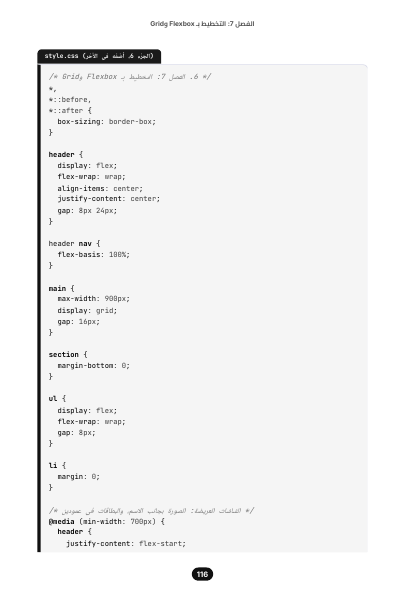 الفصل 7: التخطيط بـ Flexbox وGrid
style.css (الجزء 6، أضفه في الآخر)
/* 6. الفصل 7: التخطيط بـ Flexbox وGrid */
*,
*::before,
*::after {
  box-sizing: border-box;
}

header {
  display: flex;
  flex-wrap: wrap;
  align-items: center;
  justify-content: center;
  gap: 8px 24px;
}

header nav {
  flex-basis: 100%;
}

main {
  max-width: 900px;
  display: grid;
  gap: 16px;
}

section {
  margin-bottom: 0;
}

ul {
  display: flex;
  flex-wrap: wrap;
  gap: 8px;
}

li {
  margin: 0;
}

/* الشاشات العريضة: الصورة بجانب الاسم، والبطاقات في عمودين */
@media (min-width: 700px) {
  header {
    justify-content: flex-start;
116